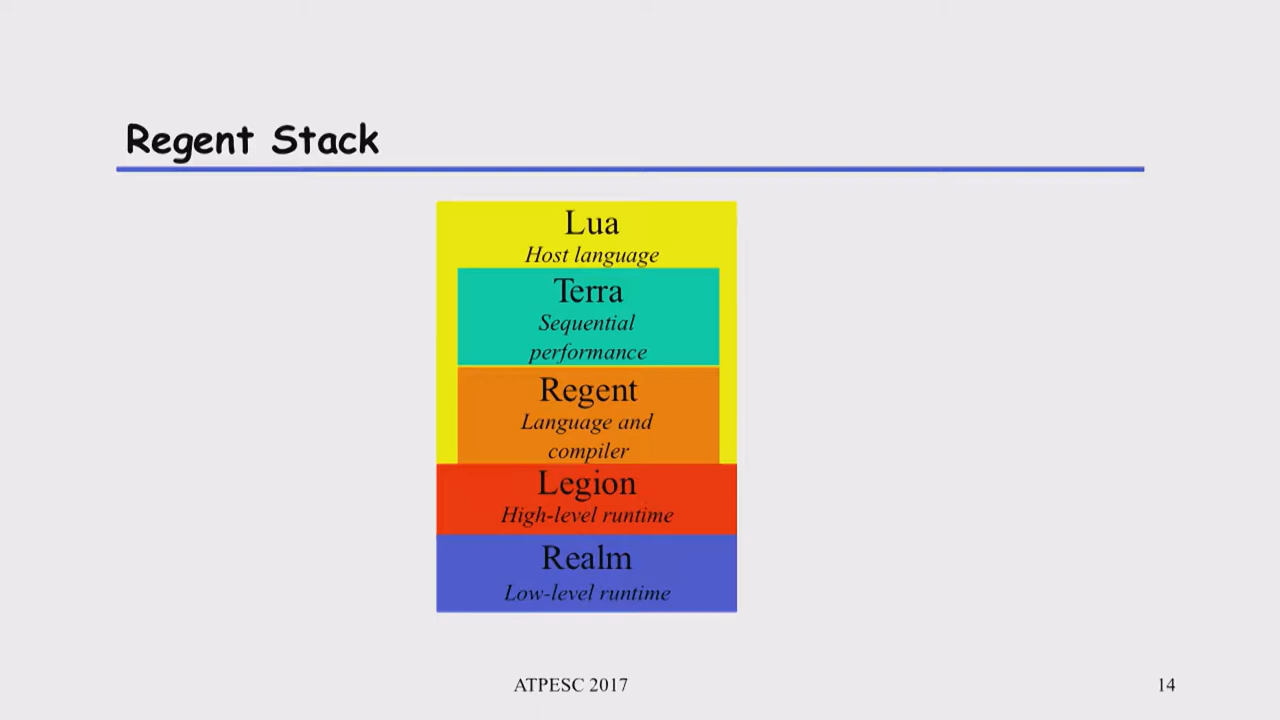 Regent Stack
Lua
Host language
Terra
Sequential
performance
Regent
Language and
compiler
Legion
High-level runtime
Realm
Low-level runtime
ATPESC 2017
14